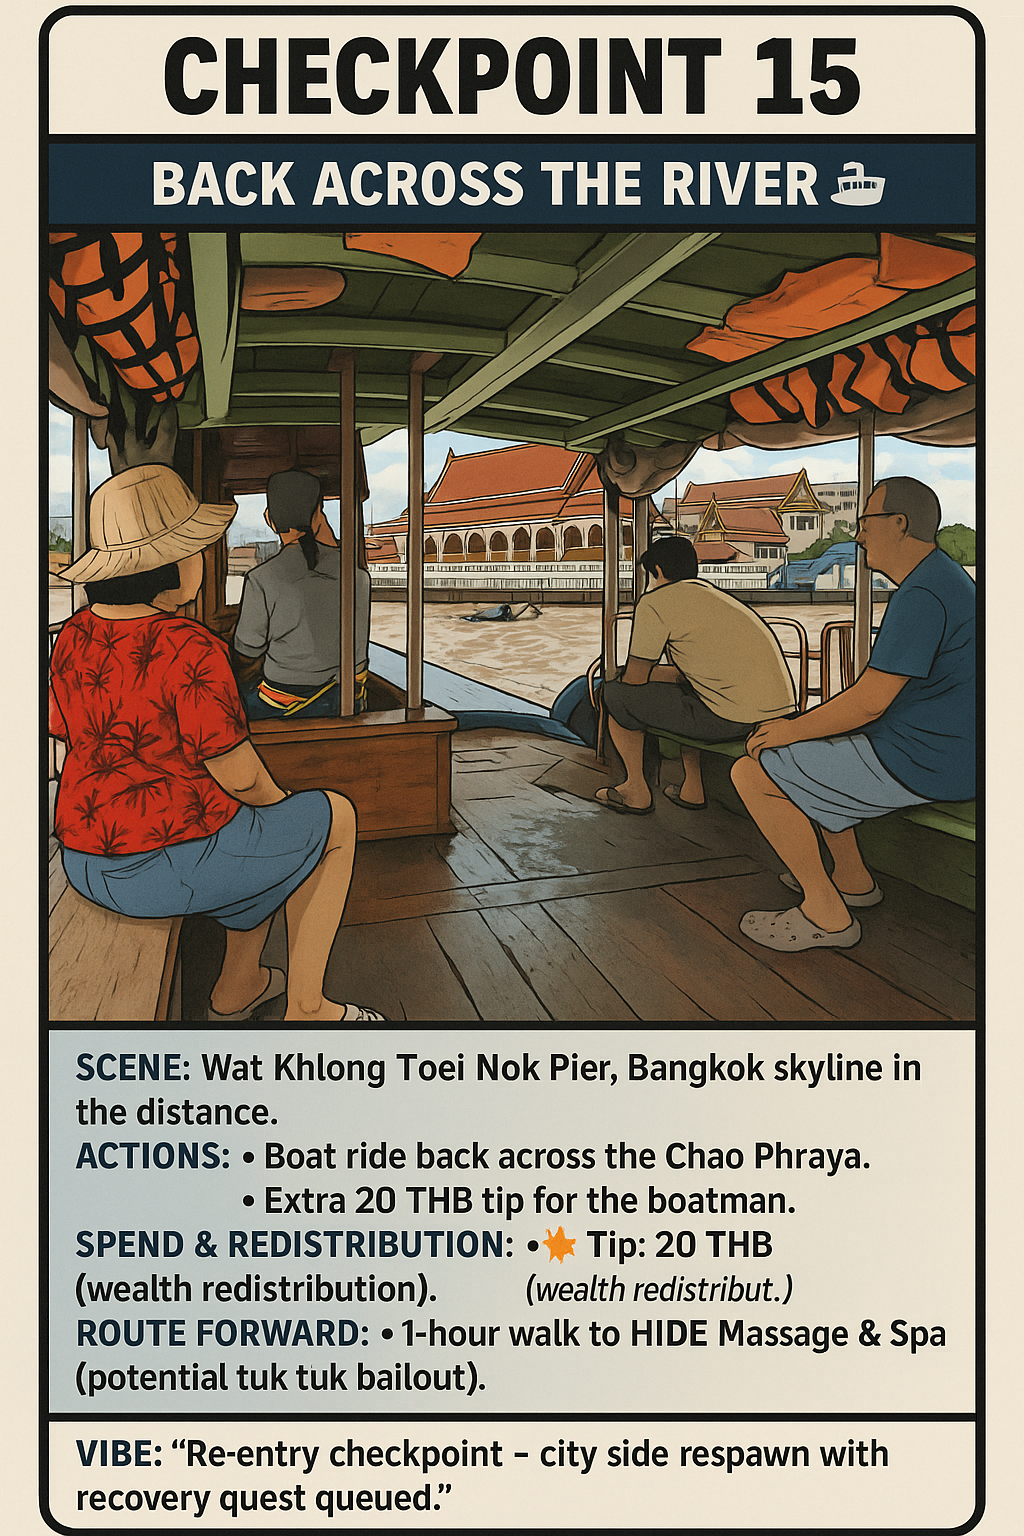 CHECKPOINT 15
BACK ACROSS THE RIVER
SCENE: Wat Khlong Toei Nok Pier, Bangkok skyline in
the distance.
ACTIONS: • Boat ride back across the Chao Phraya.
• Extra 20 THB tip for the boatman.
SPEND & REDISTRIBUTION: • Tip: 20 THB
(wealth redistribution). (wealth redistribut.)
ROUTE FORWARD: • 1-hour walk to HIDE Massage & Spa
(potential tuk tuk bailout).
VIBE: “Re-entry checkpoint – city side respawn with
recovery quest queued.”